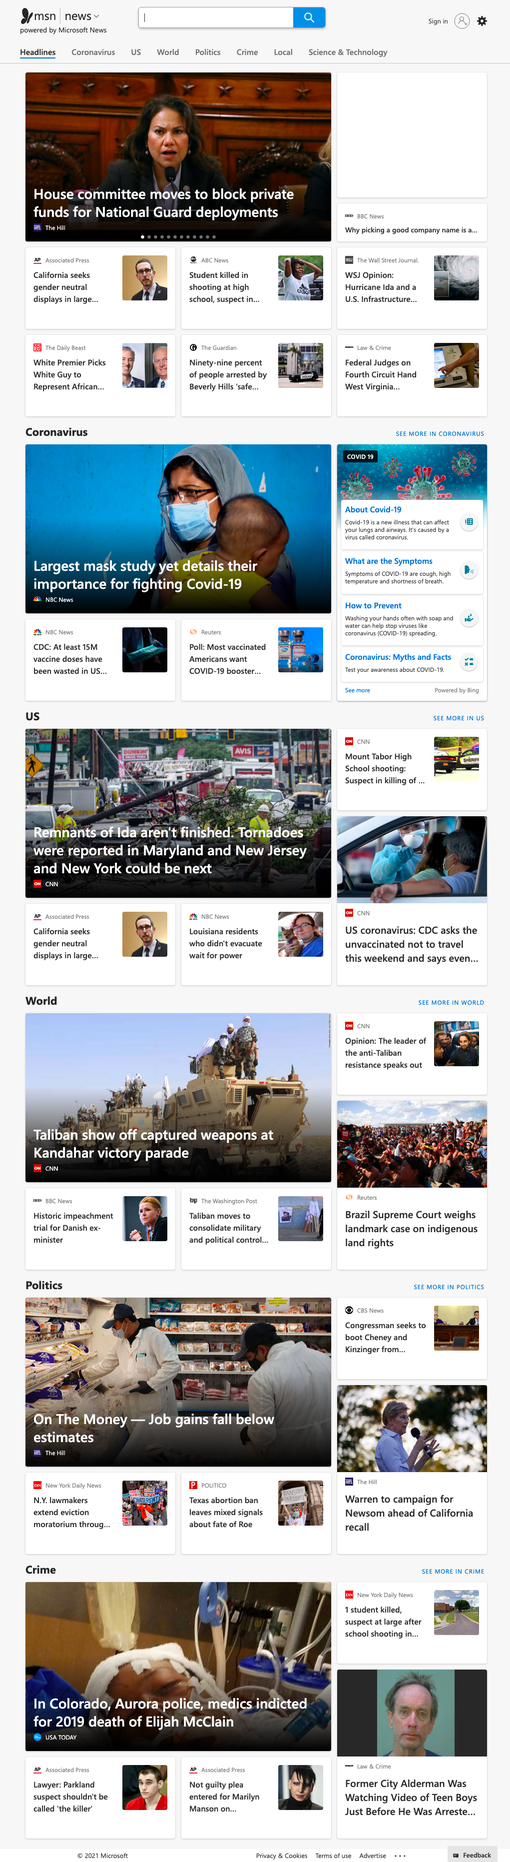 msn news
powered by Microsoft News
Sign in
Headlines Coronavirus US World Politics Crime Local Science & Technology
House committee moves to block private
funds for National Guard deployments
The Hill
BBC News
Why picking a good company name is a...
AP Associated Press
California seeks
gender neutral
displays in large...
ABC News
Student killed in
shooting at high
school, suspect in...
The Wall Street Journal.
WSJ Opinion:
Hurricane Ida and a
U.S. Infrastructure...
The Daily Beast
White Premier Picks
White Guy to
Represent African...
The Guardian
Ninety-nine percent
of people arrested by
Beverly Hills 'safe...
Law & Crime
Federal Judges on
Fourth Circuit Hand
West Virginia...
Coronavirus
SEE MORE IN CORONAVIRUS
Largest mask study yet details their
importance for fighting Covid-19
NBC News
COVID 19
About Covid-19
Covid-19 is a new illness that can affect
your lungs and airways. It's caused by a
virus called coronavirus.
What are the Symptoms
Symptoms of COVID-19 are cough, high
temperature and shortness of breath.
How to Prevent
Washing your hands often with soap and
water can help stop viruses like
coronavirus (COVID-19) spreading.
Coronavirus: Myths and Facts
Test your awareness about COVID-19.
See more
Powered by Bing
NBC News
CDC: At least 15M
vaccine doses have
been wasted in US...
Reuters
Poll: Most vaccinated
Americans want
COVID-19 booster...
US
SEE MORE IN US
DUNKIN'
AVIS
Remnants of Ida aren't finished. Tornadoes
were reported in Maryland and New Jersey
and New York could be next
CNN
CNN
Mount Tabor High
School shooting:
Suspect in killing of ...
CNN
US coronavirus: CDC asks the
unvaccinated not to travel
this weekend and says even...
AP Associated Press
California seeks
gender neutral
displays in large...
NBC News
Louisiana residents
who didn't evacuate
wait for power
World
SEE MORE IN WORLD
Taliban show off captured weapons at
Kandahar victory parade
CNN
CNN
Opinion: The leader of
the anti-Taliban
resistance speaks out
Reuters
Brazil Supreme Court weighs
landmark case on indigenous
land rights
BBC News
Historic impeachment
trial for Danish ex-
minister
wp The Washington Post
Taliban moves to
consolidate military
and political control...
Politics
SEE MORE IN POLITICS
On The Money — Job gains fall below
estimates
The Hill
CBS News
Congressman seeks to
boot Cheney and
Kinzinger from...
The Hill
Warren to campaign for
Newsom ahead of California
recall
New York Daily News
N.Y. lawmakers
extend eviction
moratorium throug...
P POLITICO
Texas abortion ban
leaves mixed signals
about fate of Roe
Crime
SEE MORE IN CRIME
In Colorado, Aurora police, medics indicted
for 2019 death of Elijah McClain
USA TODAY
New York Daily News
1 student killed,
suspect at large after
school shooting in...
Law & Crime
Former City Alderman Was
Watching Video of Teen Boys
Just Before He Was Arreste...
AP Associated Press
Lawyer: Parkland
suspect shouldn't be
called 'the killer'
AP Associated Press
Not guilty plea
entered for Marilyn
Manson on...
© 2021 Microsoft
Privacy & Cookies Terms of use Advertise ...
Feedback